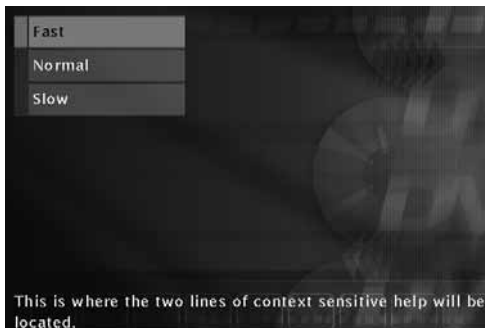 Fast
Normal
Slow
This is where the two lines of context sensitive help will be
located.